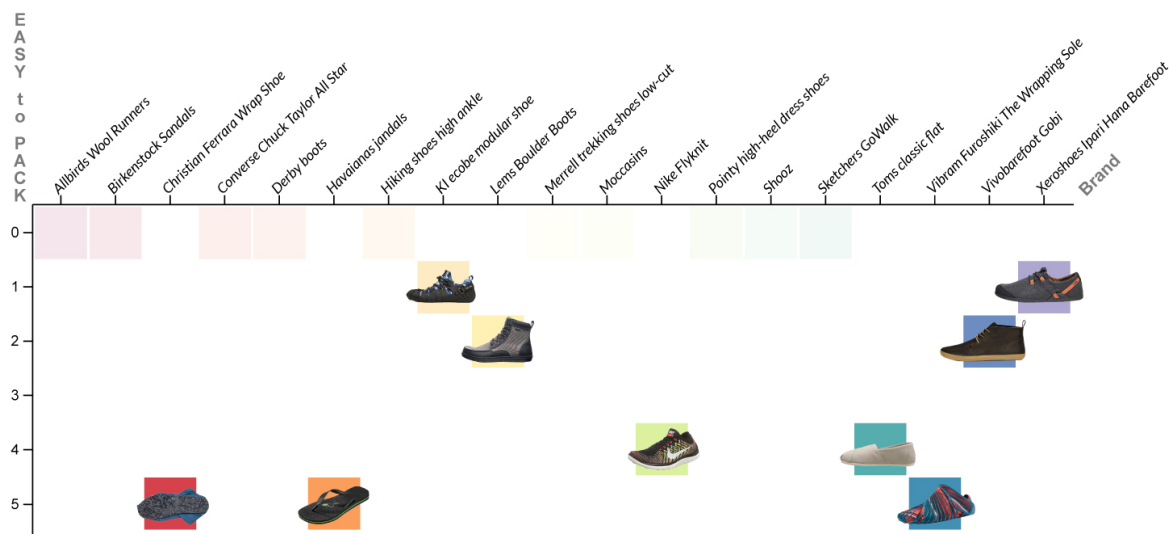 EASY to PACK
Allbirds Wool Runners
Birkenstock Sandals
Christian Ferrara Wrap Shoe
Converse Chuck Taylor All Star
Derby boots
Havaianas jandals
Hiking shoes high ankle
KI ecobe modular shoe
Lems Boulder Boots
Merrell trekking shoes low-cut
Moccasins
Nike Flyknit
Pointy high-heel dress shoes
Shooz
Sketchers GoWalk
Toms classic flat
Vibram Furoshiki The Wrapping Sole
Vivobarefoot Gobi
Xeroshoes Ipari Hana Barefoot
Brand
0
1
2
3
4
5